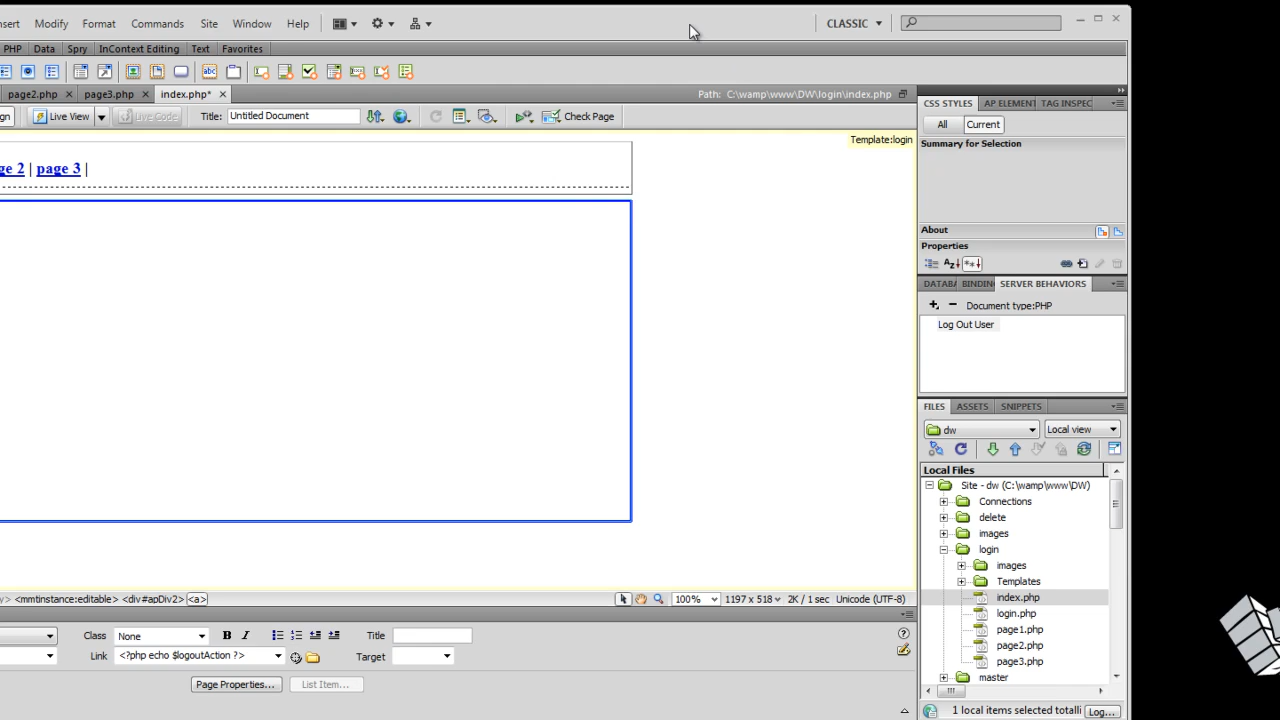 nsert Modify Format Commands Site Window Help CLASSIC
PHP Data Spry InContext Editing Text Favorites
abc
page2.php page3.php index.php* Path: C:\wamp\www\DW\login\index.php
gn Live View Live Code Title: Untitled Document Check Page
CSS STYLES AP ELEMENT TAG INSPEC
All Current
Template:login
Summary for Selection
ge 2 | page 3 |
About
Properties
DATABA BINDIN SERVER BEHAVIORS
Document type:PHP
Log Out User
FILES ASSETS SNIPPETS
dw Local view
Local Files
Site - dw (C:\wamp\www\DW)
Connections
delete
images
login
images
Templates
index.php
login.php
page1.php
page2.php
page3.php
master
y> <mmtinstance:editable> <div#apDiv2> <a> 100% 1197 x 518 2K / 1 sec Unicode (UTF-8)
Class None B I Title
Link <?php echo $logoutAction ?> Target
Page Properties... List Item...
1 local items selected totalli Log...